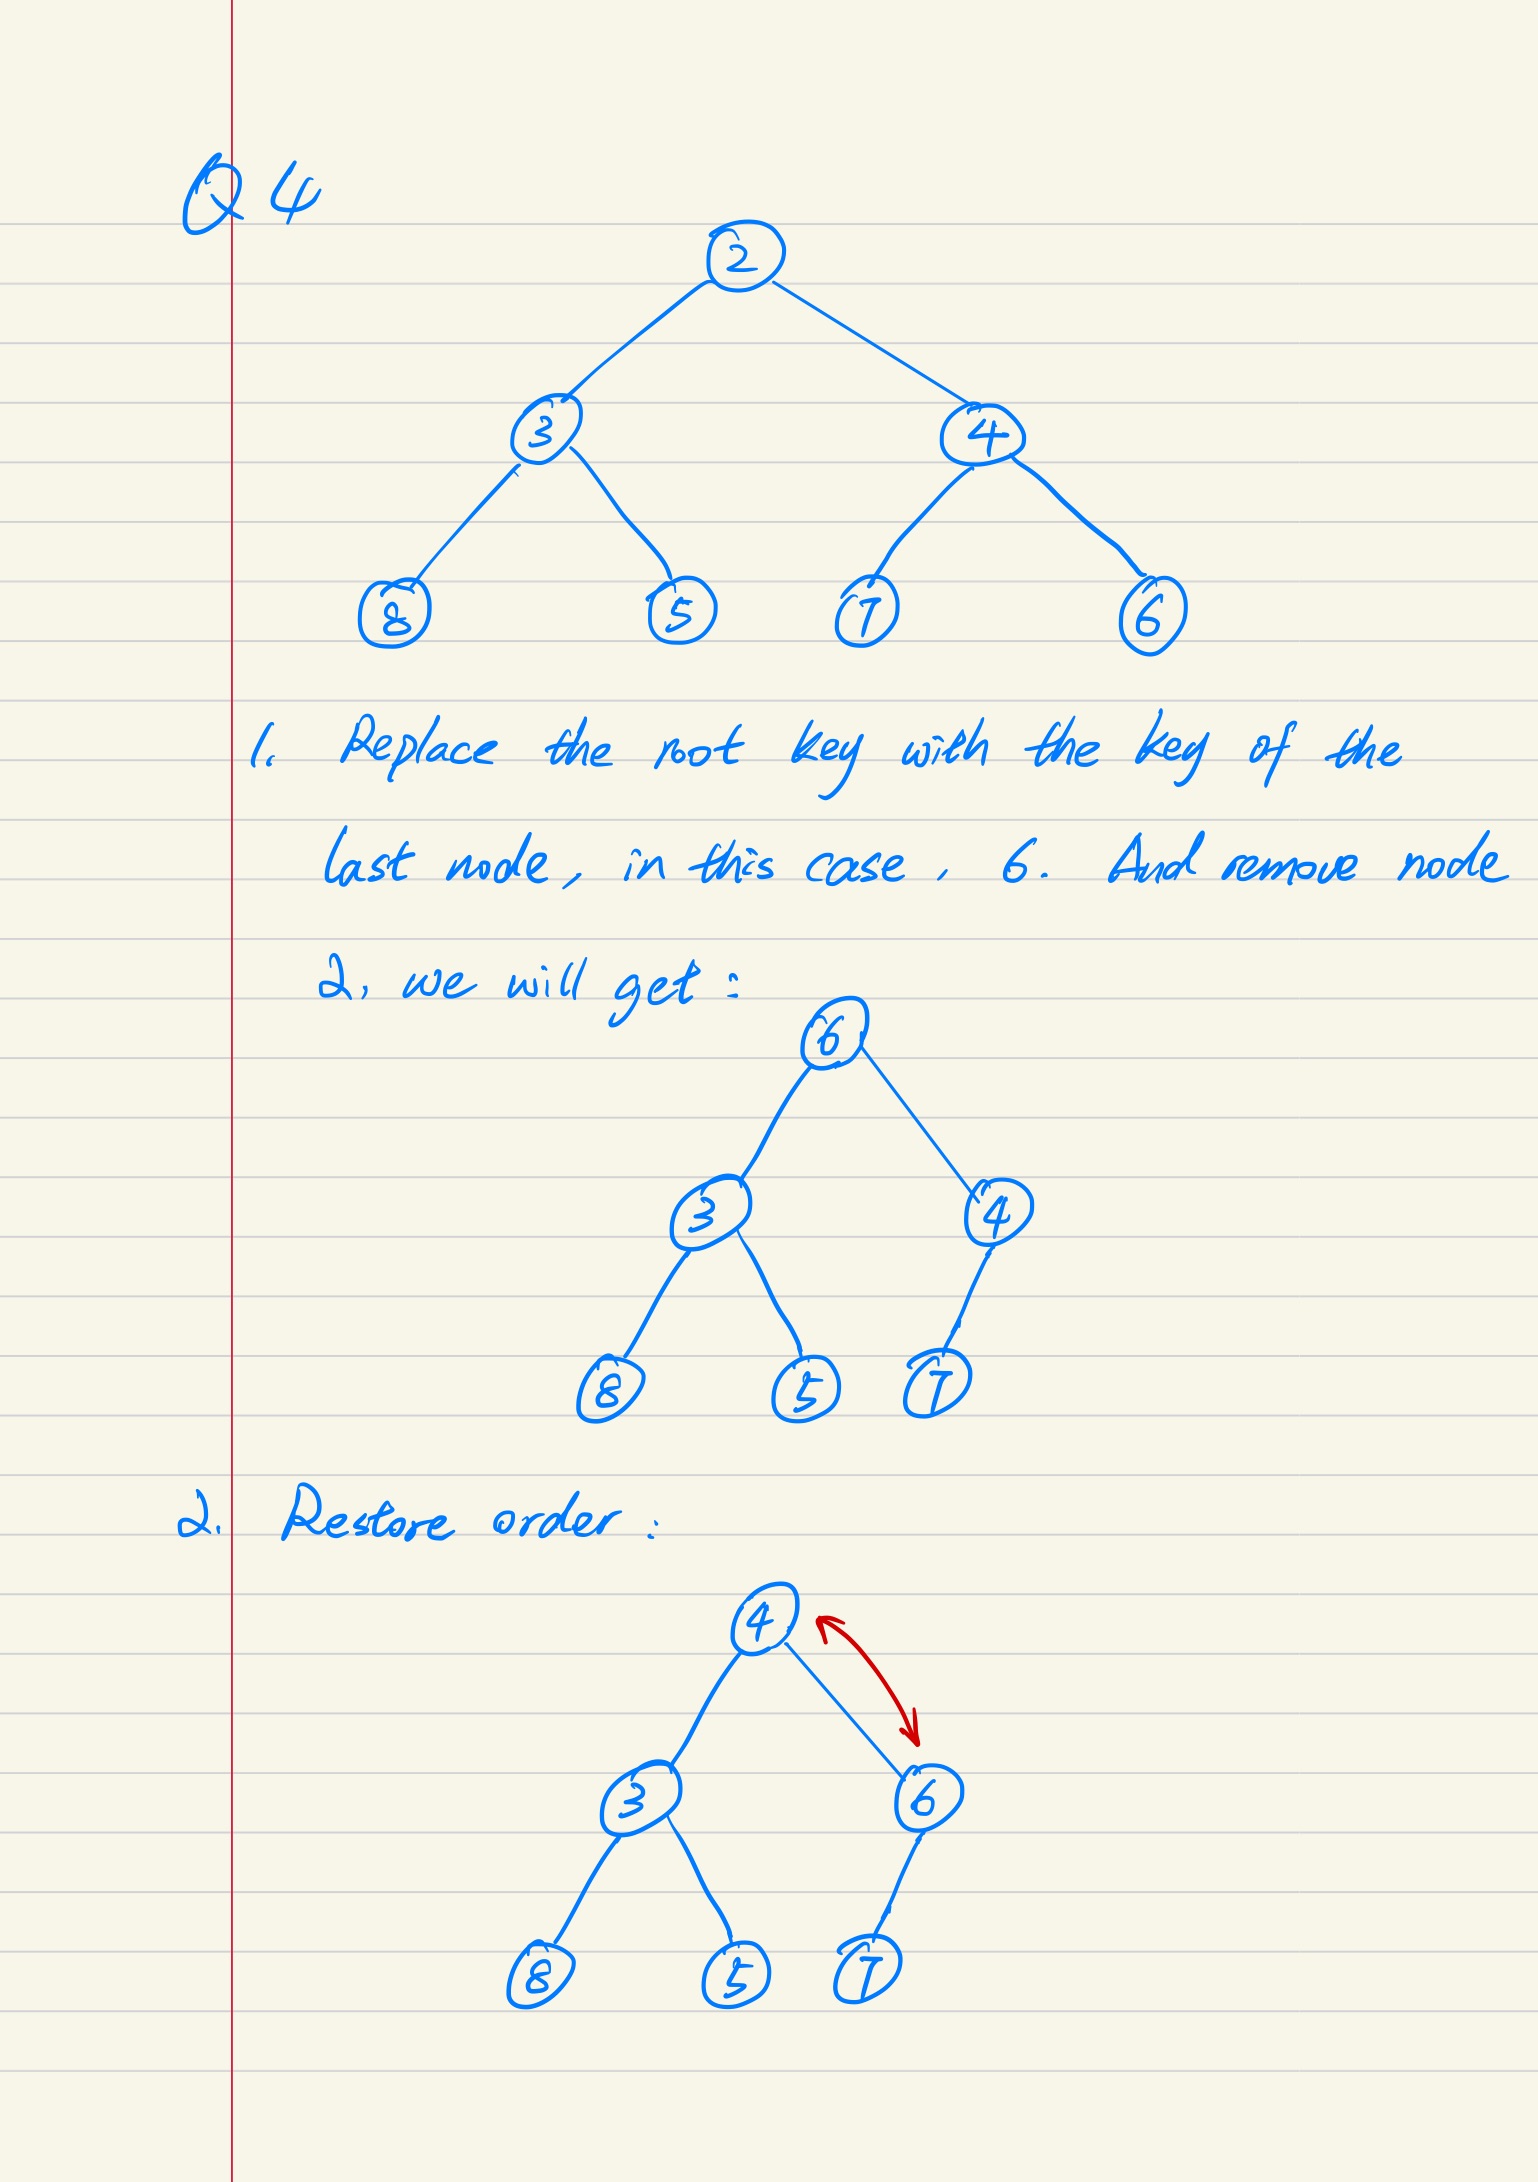 Q4
2
3 4
8 5 7 6
1. Replace the root key with the key of the
last node, in this case, 6. And remove node
2, we will get:
6
3 4
8 5 7
2. Restore order:
4
3 6
8 5 7